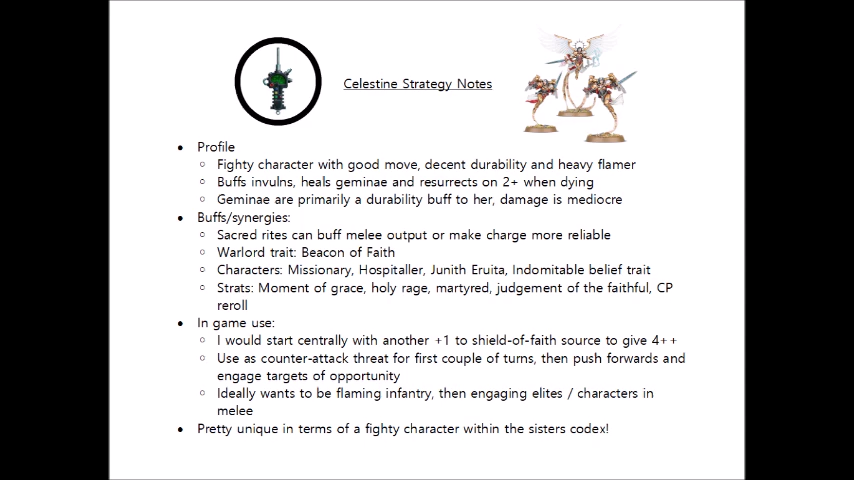 Celestine Strategy Notes
• Profile
○ Fighty character with good move, decent durability and heavy flamer
○ Buffs invulns, heals geminae and resurrects on 2+ when dying
○ Geminae are primarily a durability buff to her, damage is mediocre
• Buffs/synergies:
○ Sacred rites can buff melee output or make charge more reliable
○ Warlord trait: Beacon of Faith
○ Characters: Missionary, Hospitaller, Junith Eruita, Indomitable belief trait
○ Strats: Moment of grace, holy rage, martyred, judgement of the faithful, CP
reroll
• In game use:
○ I would start centrally with another +1 to shield-of-faith source to give 4++
○ Use as counter-attack threat for first couple of turns, then push forwards and
engage targets of opportunity
○ Ideally wants to be flaming infantry, then engaging elites / characters in
melee
• Pretty unique in terms of a fighty character within the sisters codex!